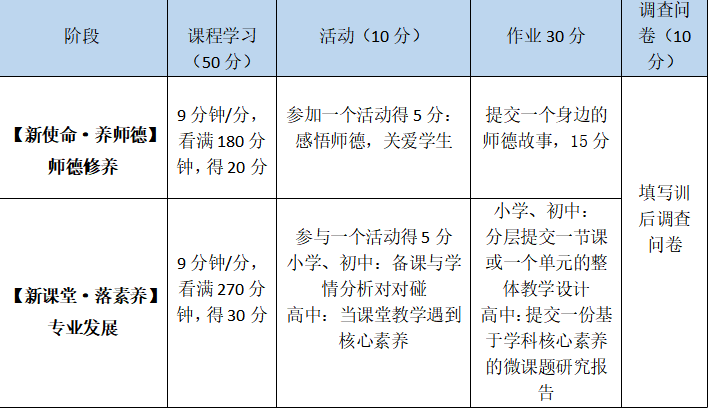 阶段
课程学习
（50 分）
活动（10 分）
作业 30 分
调查问
卷（10
分）
【新使命·养师德】
师德修养
9 分钟/分，
看满 180 分
钟，得 20 分
参加一个活动得 5 分：
感悟师德，关爱学生
提交一个身边的
师德故事，15 分
填写训
后调查
问卷
【新课堂·落素养】
专业发展
9 分钟/分，
看满 270 分
钟，得 30 分
参与一个活动得 5 分
小学、初中：备课与学
情分析对对碰
高中：当课堂教学遇到
核心素养
小学、初中：
分层提交一节课
或一个单元的整
体教学设计
高中：提交一份基
于学科核心素养
的微课题研究报
告